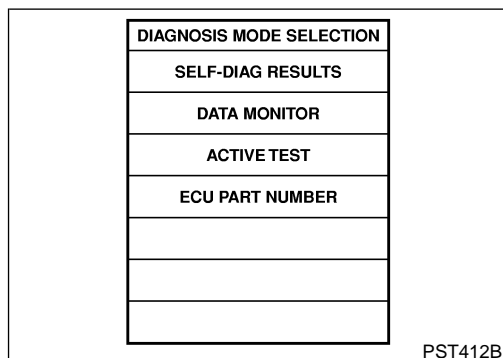 DIAGNOSIS MODE SELECTION
SELF-DIAG RESULTS
DATA MONITOR
ACTIVE TEST
ECU PART NUMBER
PST412B